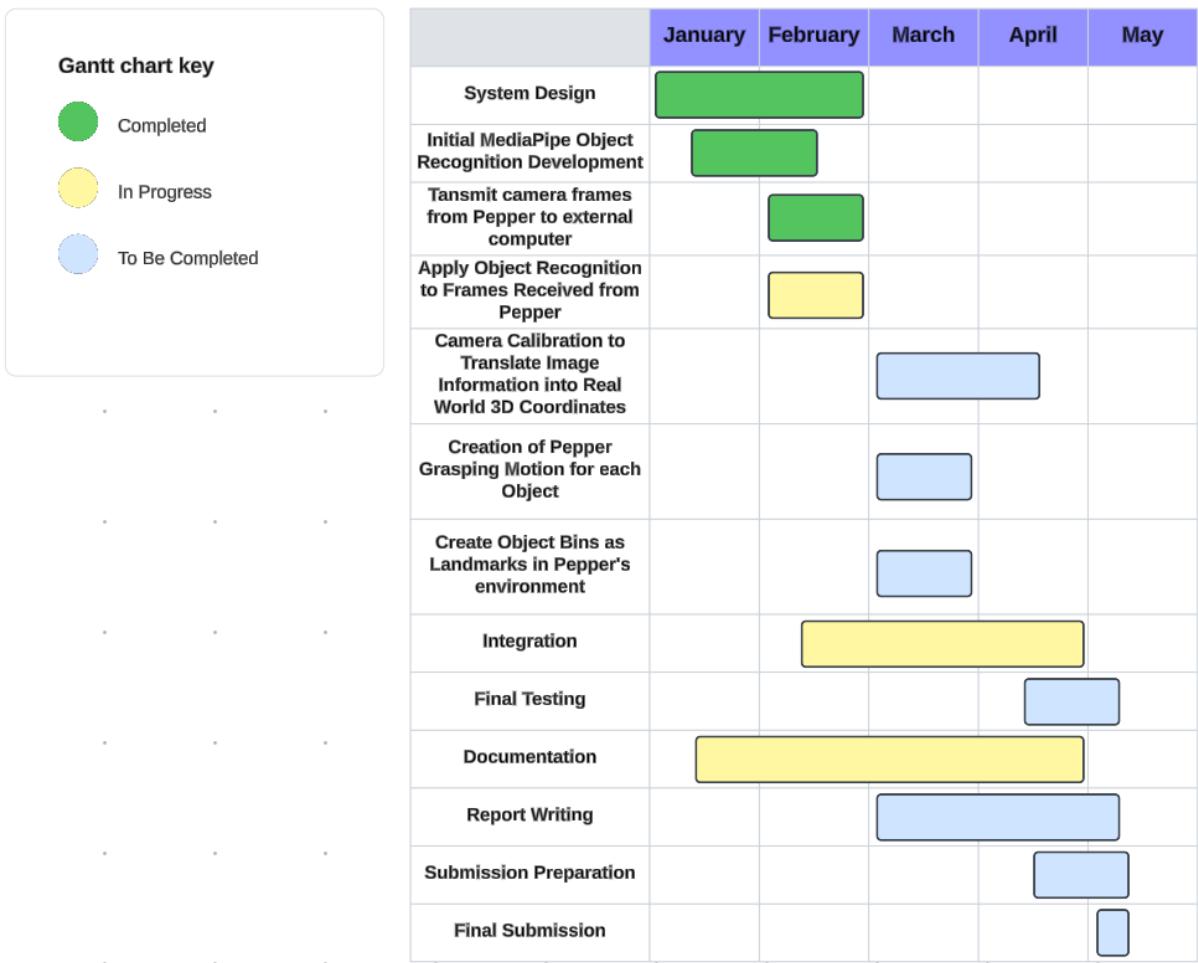 Gantt chart key
Completed
In Progress
To Be Completed
January February March April May
System Design
Initial MediaPipe Object
Recognition Development
Tansmit camera frames
from Pepper to external
computer
Apply Object Recognition
to Frames Received from
Pepper
Camera Calibration to
Translate Image
Information into Real
World 3D Coordinates
Creation of Pepper
Grasping Motion for each
Object
Create Object Bins as
Landmarks in Pepper's
environment
Integration
Final Testing
Documentation
Report Writing
Submission Preparation
Final Submission